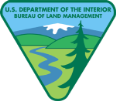 U.S. DEPARTMENT OF THE INTERIOR
BUREAU OF LAND MANAGEMENT